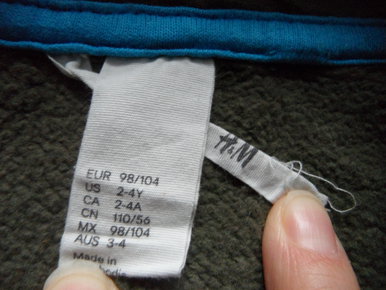 H&M
EUR 98/104
US 2-4Y
CA 2-4A
CN 110/56
MX 98/104
AUS 3-4
Made in